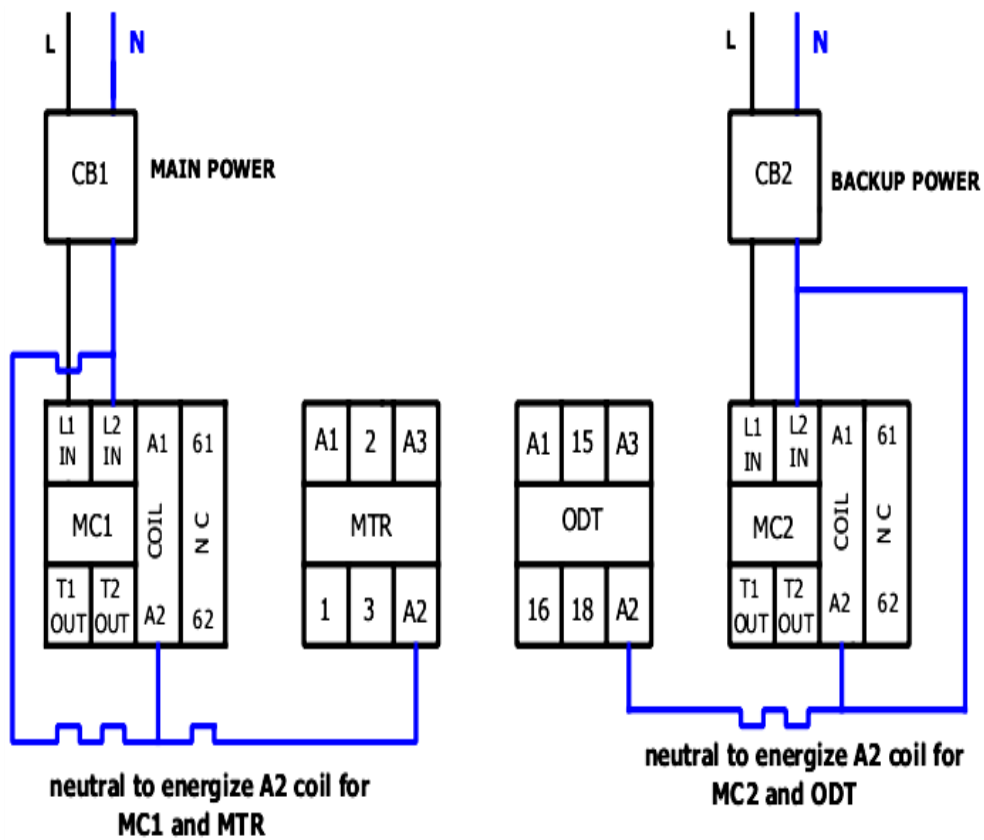 L N
CB1 MAIN POWER
L N
CB2 BACKUP POWER
L1 IN
L2 IN
A1
61
MC1
COIL
N C
T1 OUT
T2 OUT
A2
62
A1 2 A3
MTR
1 3 A2
A1 15 A3
ODT
16 18 A2
L1 IN
L2 IN
A1
61
MC2
COIL
N C
T1 OUT
T2 OUT
A2
62
neutral to energize A2 coil for
MC1 and MTR
neutral to energize A2 coil for
MC2 and ODT